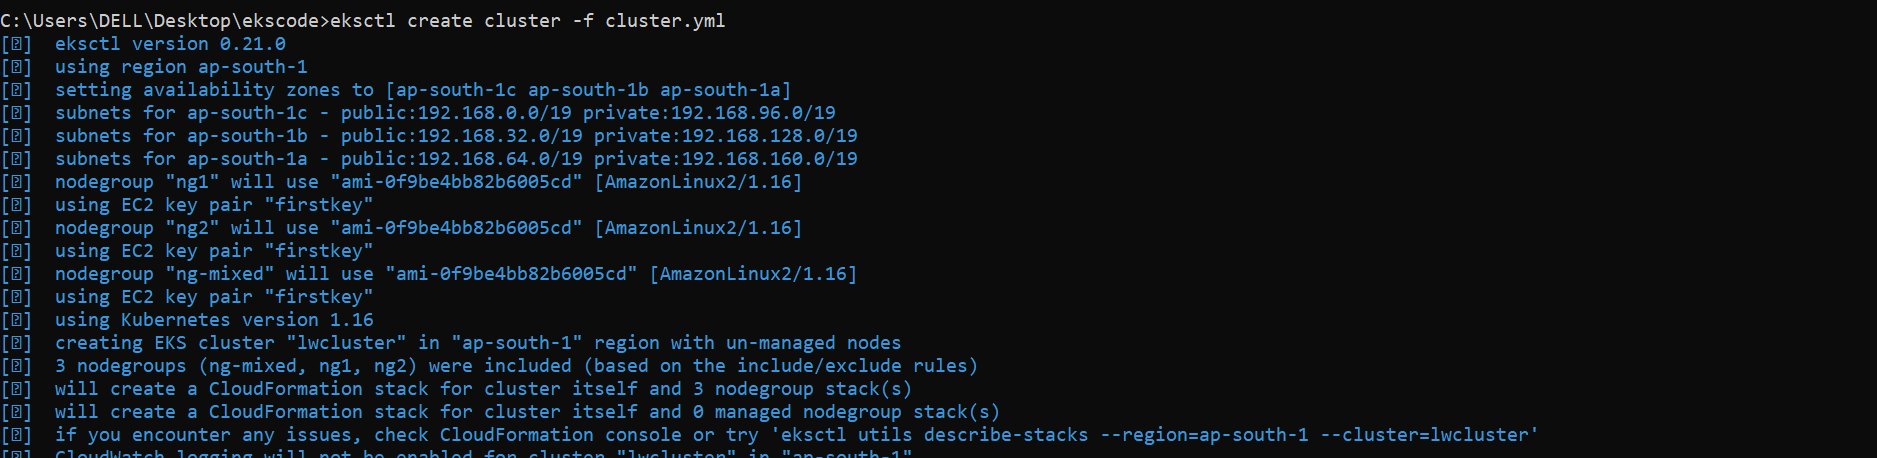 C:\Users\DELL\Desktop\ekscode>eksctl create cluster -f cluster.yml
[?] eksctl version 0.21.0
[?] using region ap-south-1
[?] setting availability zones to [ap-south-1c ap-south-1b ap-south-1a]
[?] subnets for ap-south-1c - public:192.168.0.0/19 private:192.168.96.0/19
[?] subnets for ap-south-1b - public:192.168.32.0/19 private:192.168.128.0/19
[?] subnets for ap-south-1a - public:192.168.64.0/19 private:192.168.160.0/19
[?] nodegroup "ng1" will use "ami-0f9be4bb82b6005cd" [AmazonLinux2/1.16]
[?] using EC2 key pair "firstkey"
[?] nodegroup "ng2" will use "ami-0f9be4bb82b6005cd" [AmazonLinux2/1.16]
[?] using EC2 key pair "firstkey"
[?] nodegroup "ng-mixed" will use "ami-0f9be4bb82b6005cd" [AmazonLinux2/1.16]
[?] using EC2 key pair "firstkey"
[?] using Kubernetes version 1.16
[?] creating EKS cluster "lwcluster" in "ap-south-1" region with un-managed nodes
[?] 3 nodegroups (ng-mixed, ng1, ng2) were included (based on the include/exclude rules)
[?] will create a CloudFormation stack for cluster itself and 3 nodegroup stack(s)
[?] will create a CloudFormation stack for cluster itself and 0 managed nodegroup stack(s)
[?] if you encounter any issues, check CloudFormation console or try 'eksctl utils describe-stacks --region=ap-south-1 --cluster=lwcluster'
[?] CloudWatch logging will not be enabled for cluster "lwcluster" in "ap-south-1"